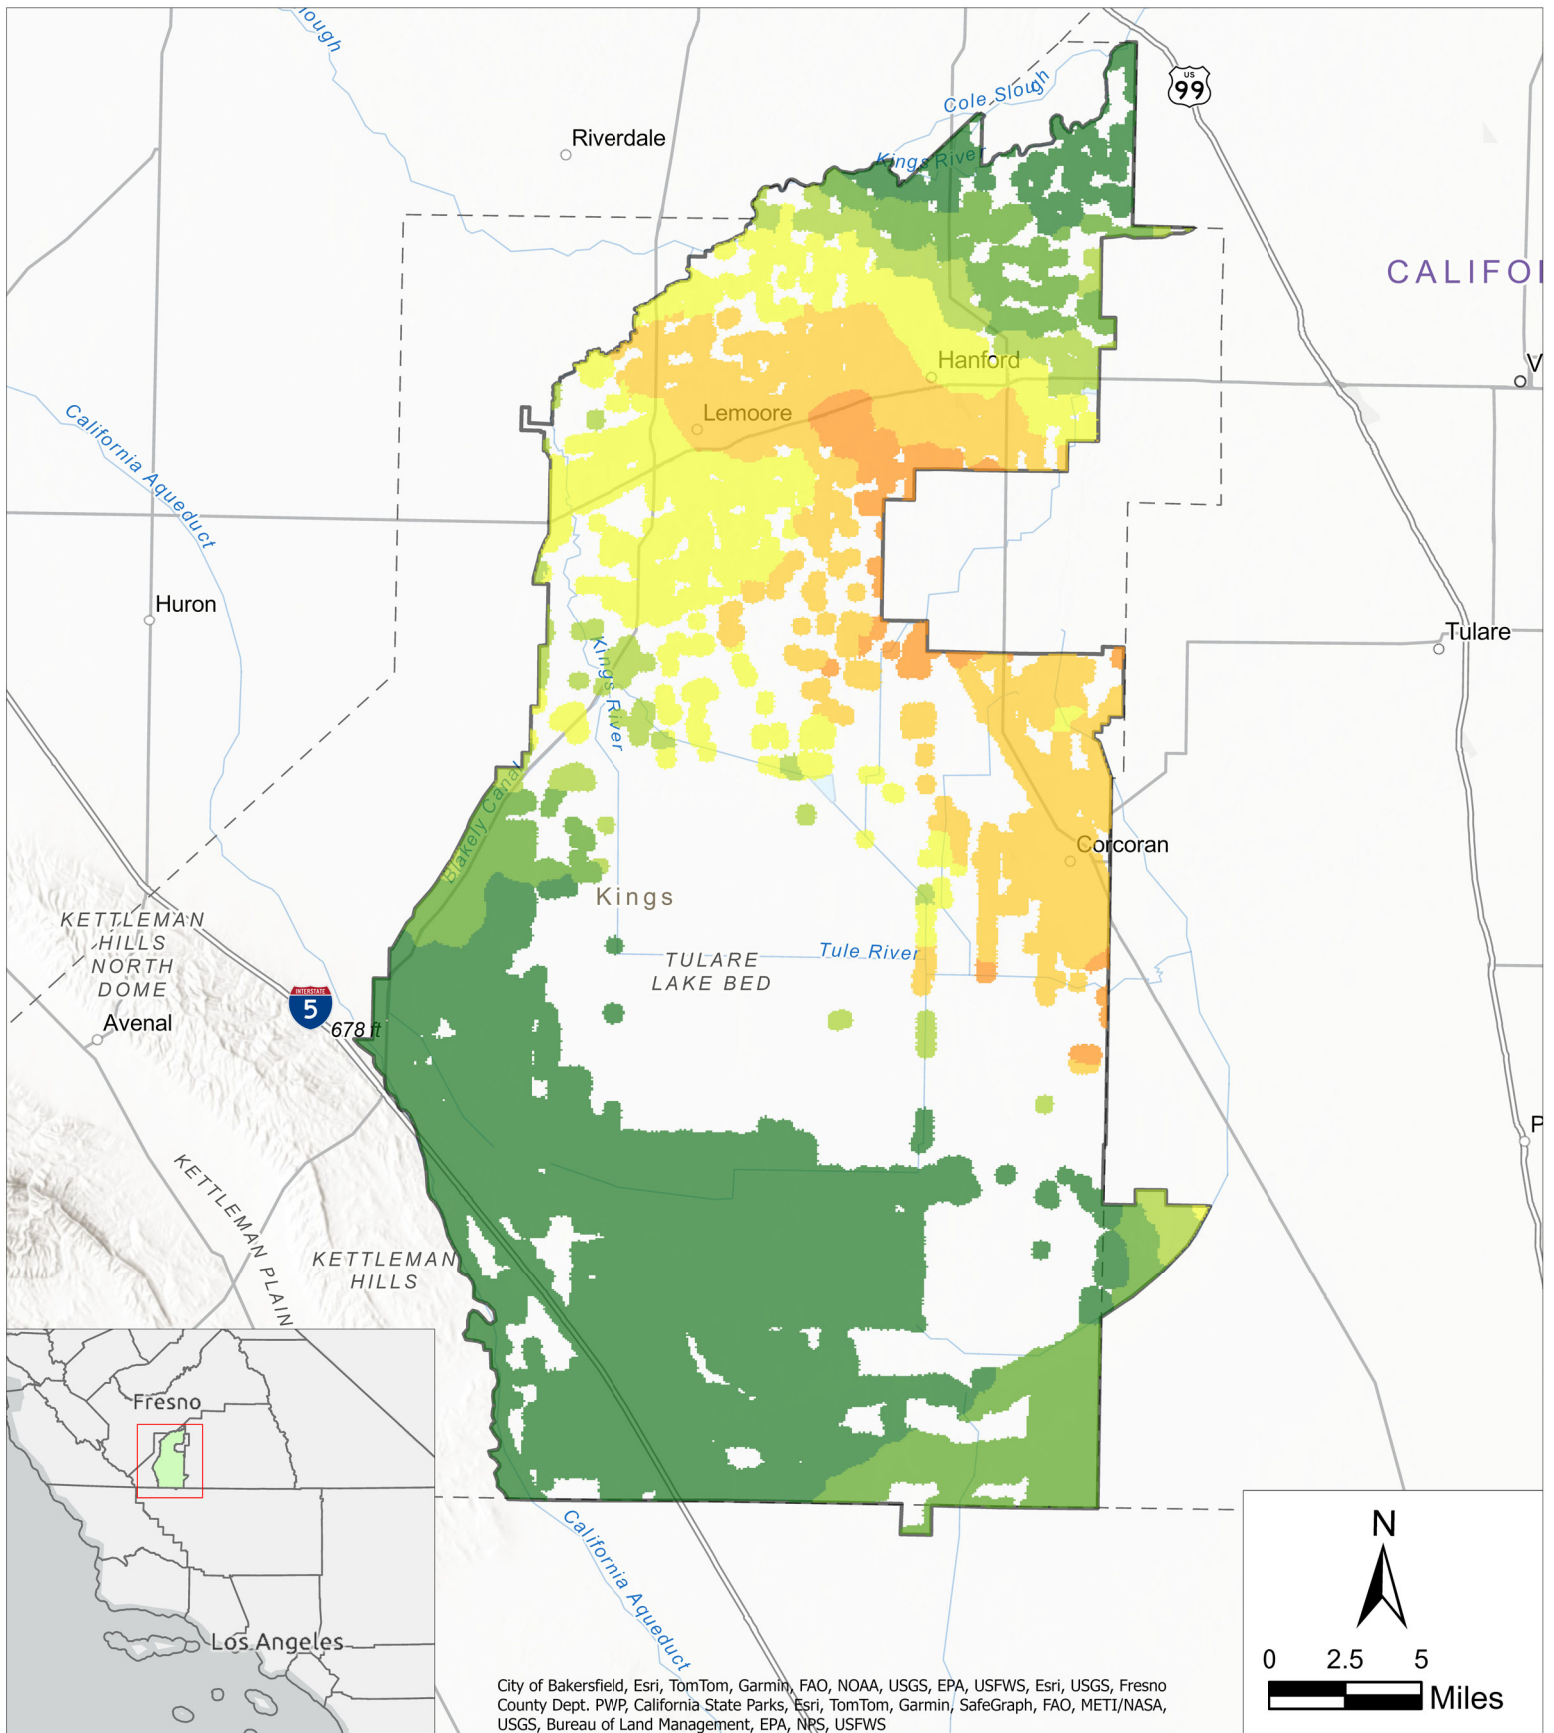 lough
Cole Slough
US
99
Riverdale
Kings River
CALIFOR
Hanford
V
Lemoore
California Aqueduct
Huron
Tulare
Kings River
Blakely Canal
Corcoran
Kings
KETTLEMAN
HILLS
NORTH
DOME
TULARE
LAKE BED
Tule River
INTERSTATE
5
678 ft
Avenal
P
KETTLEMAN PLAIN
KETTLEMAN
HILLS
Fresno
Los Angeles
California Aqueduct
N
0 2.5 5
Miles
City of Bakersfield, Esri, TomTom, Garmin, FAO, NOAA, USGS, EPA, USFWS, Esri, USGS, Fresno
County Dept. PWP, California State Parks, Esri, TomTom, Garmin, SafeGraph, FAO, METI/NASA,
USGS, Bureau of Land Management, EPA, NPS, USFWS